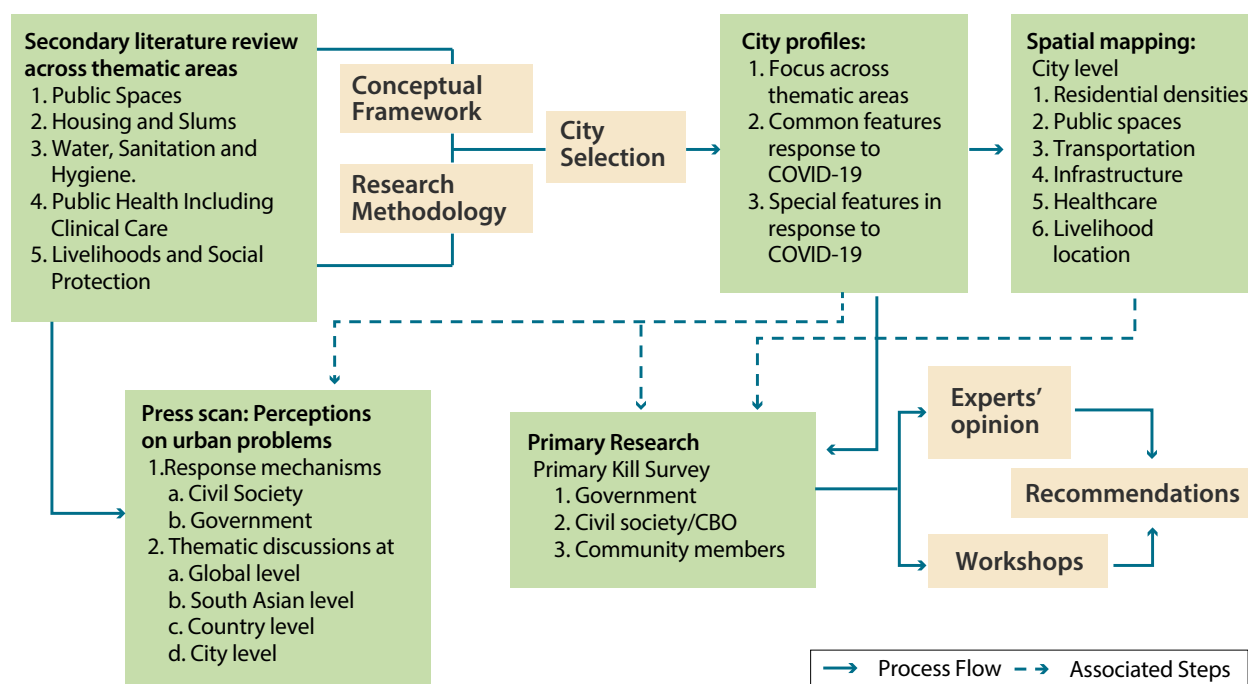 Secondary literature review
across thematic areas
1. Public Spaces
2. Housing and Slums
3. Water, Sanitation and
Hygiene.
4. Public Health Including
Clinical Care
5. Livelihoods and Social
Protection
Conceptual
Framework
Research
Methodology
City
Selection
City profiles:
1. Focus across
thematic areas
2. Common features
response to
COVID-19
3. Special features in
response to
COVID-19
Spatial mapping:
City level
1. Residential densities
2. Public spaces
3. Transportation
4. Infrastructure
5. Healthcare
6. Livelihood
location
Press scan: Perceptions
on urban problems
1.Response mechanisms
a. Civil Society
b. Government
2. Thematic discussions at
a. Global level
b. South Asian level
c. Country level
d. City level
Primary Research
Primary Kill Survey
1. Government
2. Civil society/CBO
3. Community members
Experts’
opinion
Recommendations
Workshops
Process Flow
Associated Steps